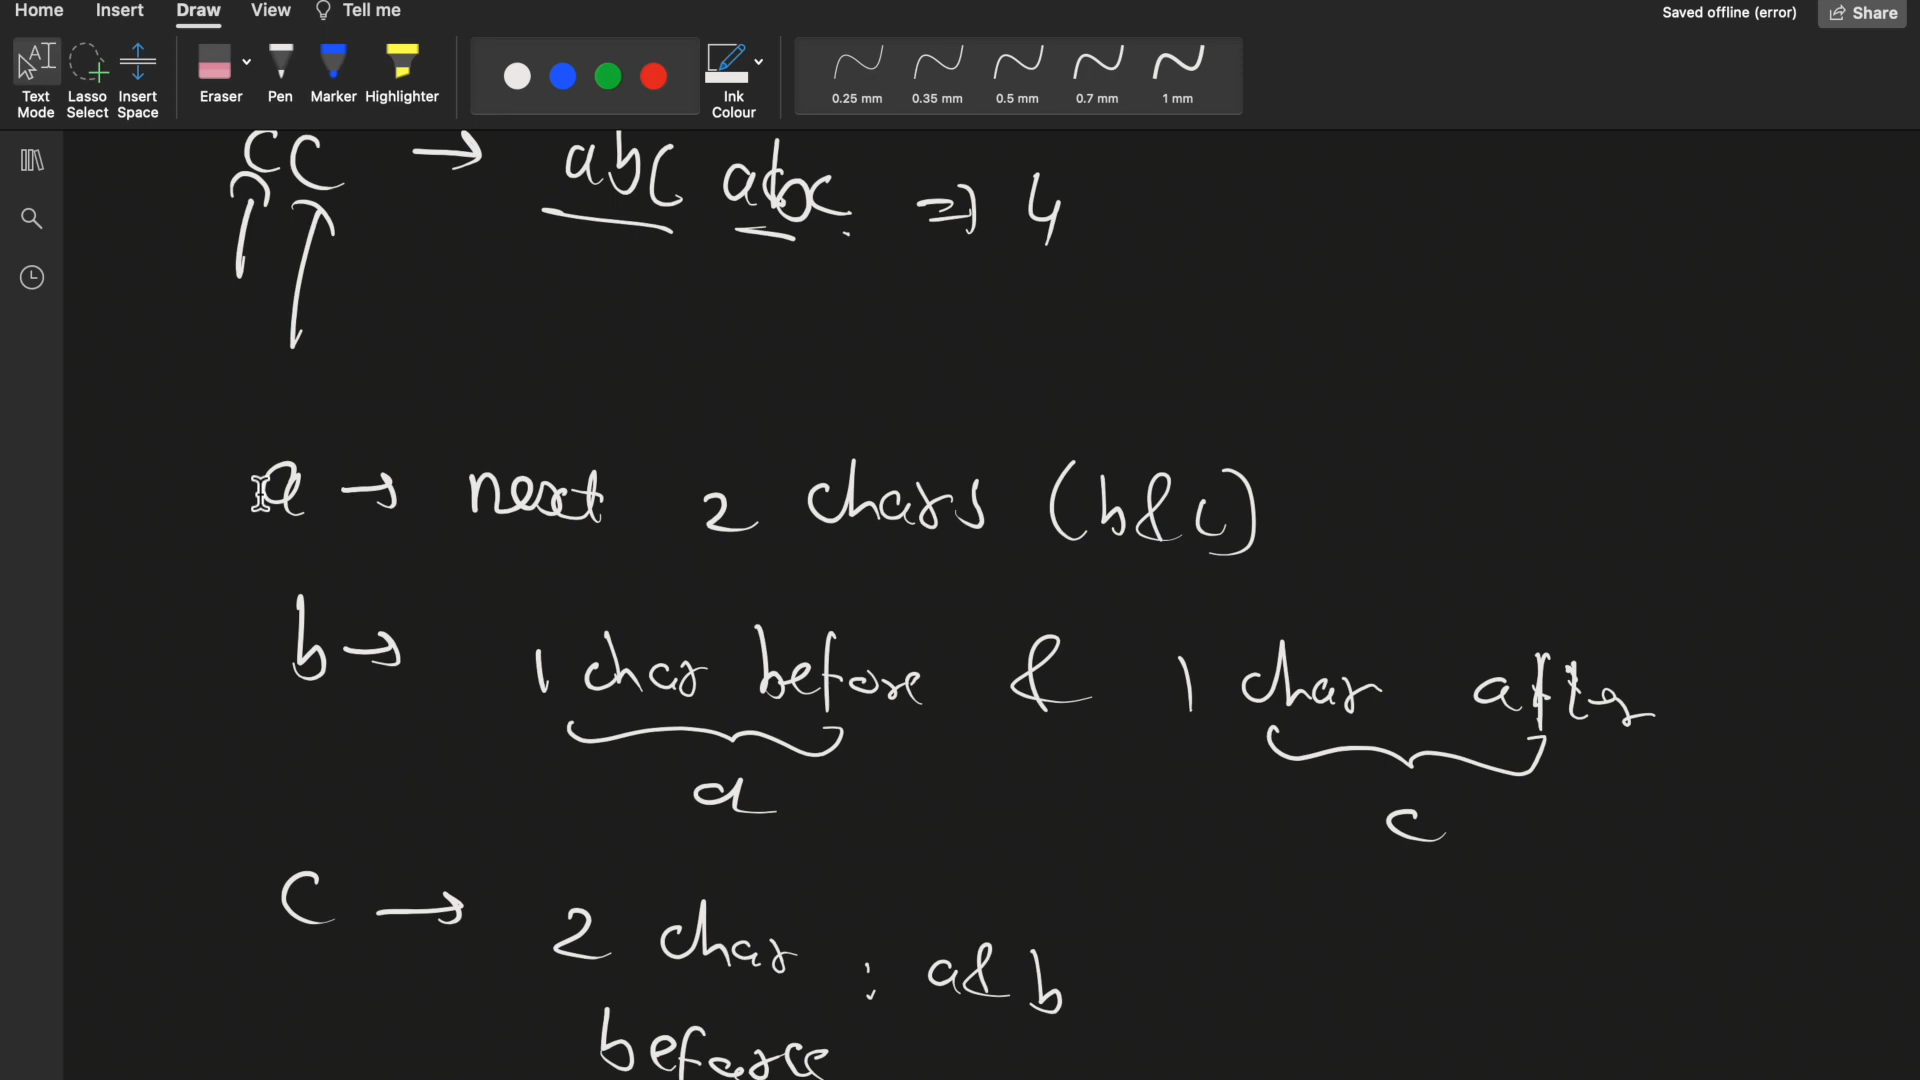 Home Insert Draw View Tell me Saved offline (error) Share
Text Mode Lasso Select Insert Space Eraser Pen Marker Highlighter Ink Colour 0.25 mm 0.35 mm 0.5 mm 0.7 mm 1 mm
CC → abc abc. => 4
a → next 2 chars (b&c)
b → 1 char before & 1 char after
a c
C → 2 char : a& b
before